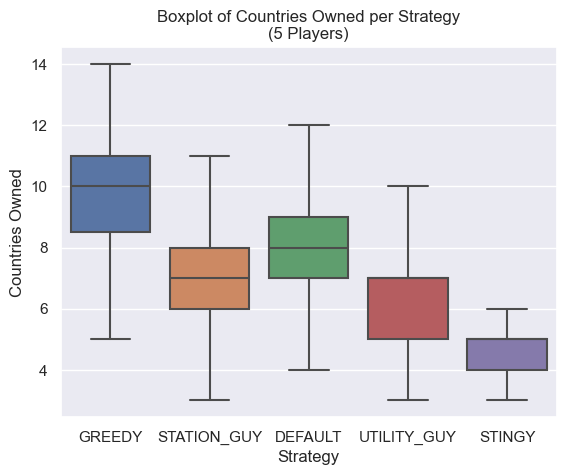 Boxplot of Countries Owned per Strategy
(5 Players)
14
12
10
8
6
4
Countries Owned
GREEDY STATION_GUY DEFAULT UTILITY_GUY STINGY
Strategy